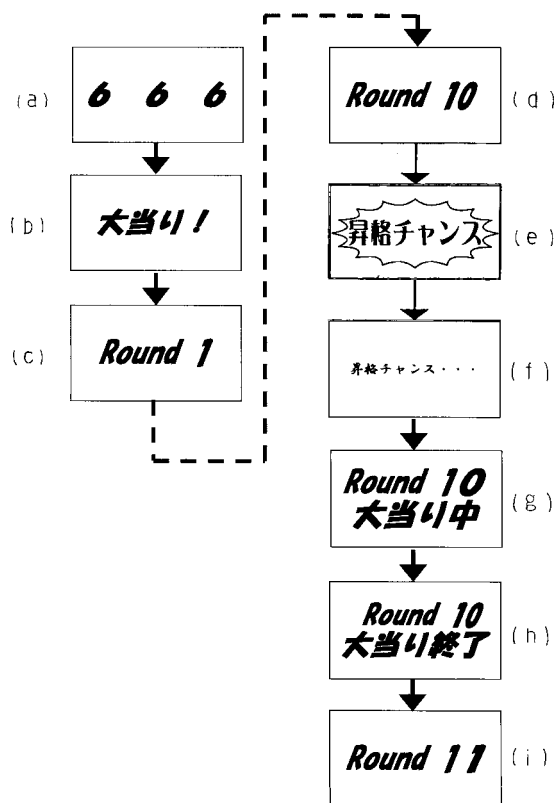 (a)
6 6 6
(b)
大当り!
(c)
Round 1
Round 10
(d)
昇格チャンス
(e)
昇格チャンス・・・
(f)
Round 10
大当り中
(g)
Round 10
大当り終了
(h)
Round 11
(i)